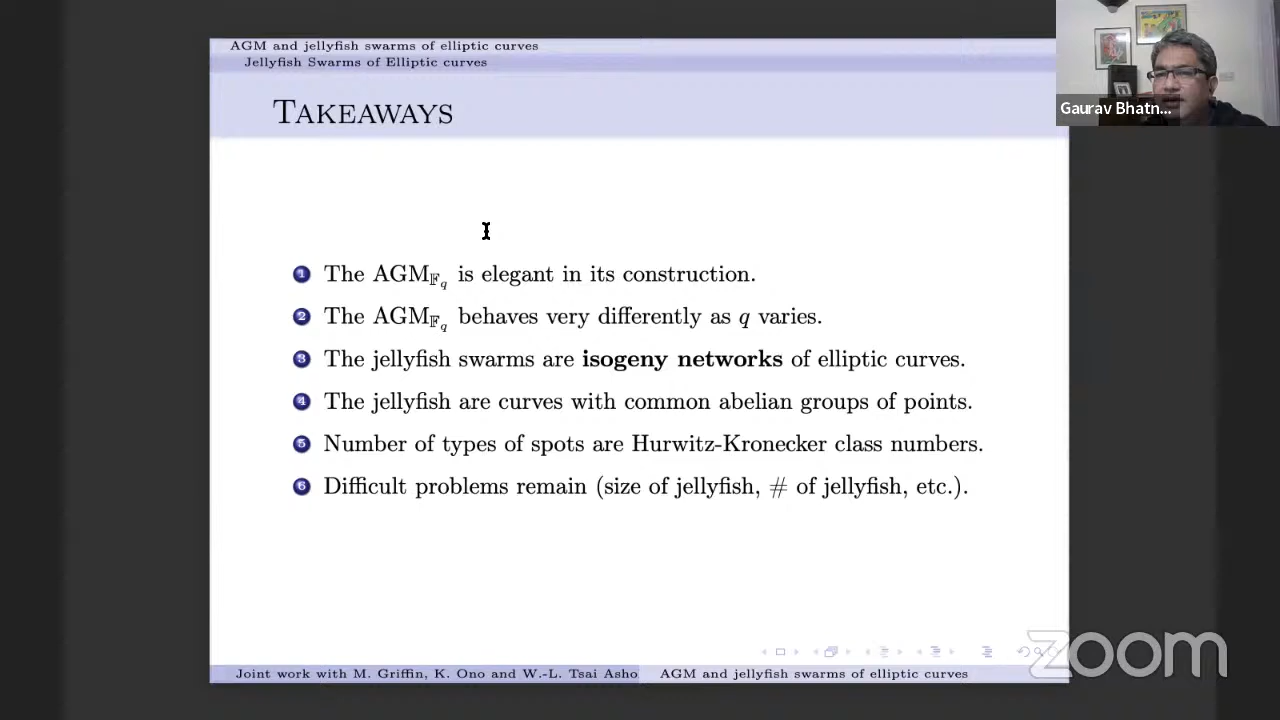 AGM and jellyfish swarms of elliptic curves
Jellyfish Swarms of Elliptic curves
TAKEAWAYS
Gaurav Bhatn...
1 The AGM𝔽q is elegant in its construction.
2 The AGM𝔽q behaves very differently as q varies.
3 The jellyfish swarms are isogeny networks of elliptic curves.
4 The jellyfish are curves with common abelian groups of points.
5 Number of types of spots are Hurwitz-Kronecker class numbers.
6 Difficult problems remain (size of jellyfish, # of jellyfish, etc.).
zoom
Joint work with M. Griffin, K. Ono and W.-L. Tsai Asho
AGM and jellyfish swarms of elliptic curves